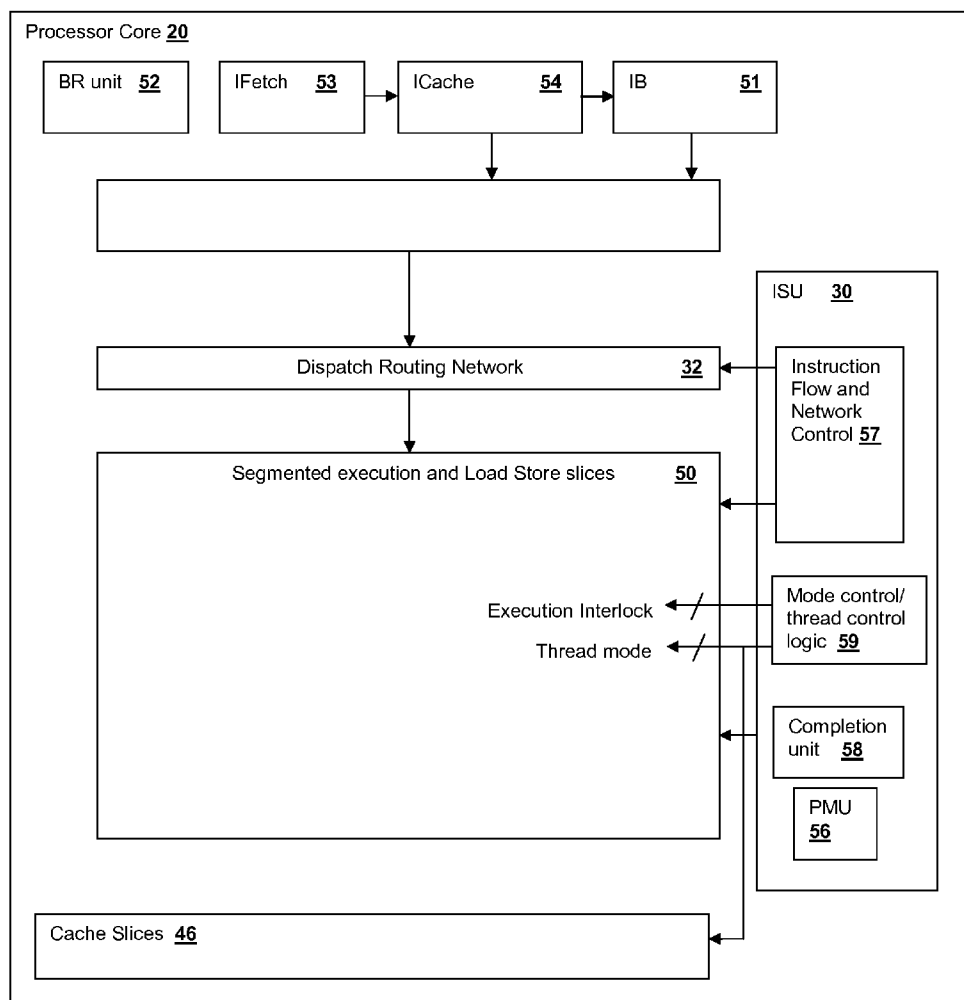 Processor Core 20
BR unit 52
IFetch 53
ICache 54
IB 51
ISU 30
Dispatch Routing Network 32
Instruction
Flow and
Network
Control 57
Segmented execution and Load Store slices 50
Execution Interlock
Thread mode
Mode control/
thread control
logic 59
Completion
unit 58
PMU
56
Cache Slices 46